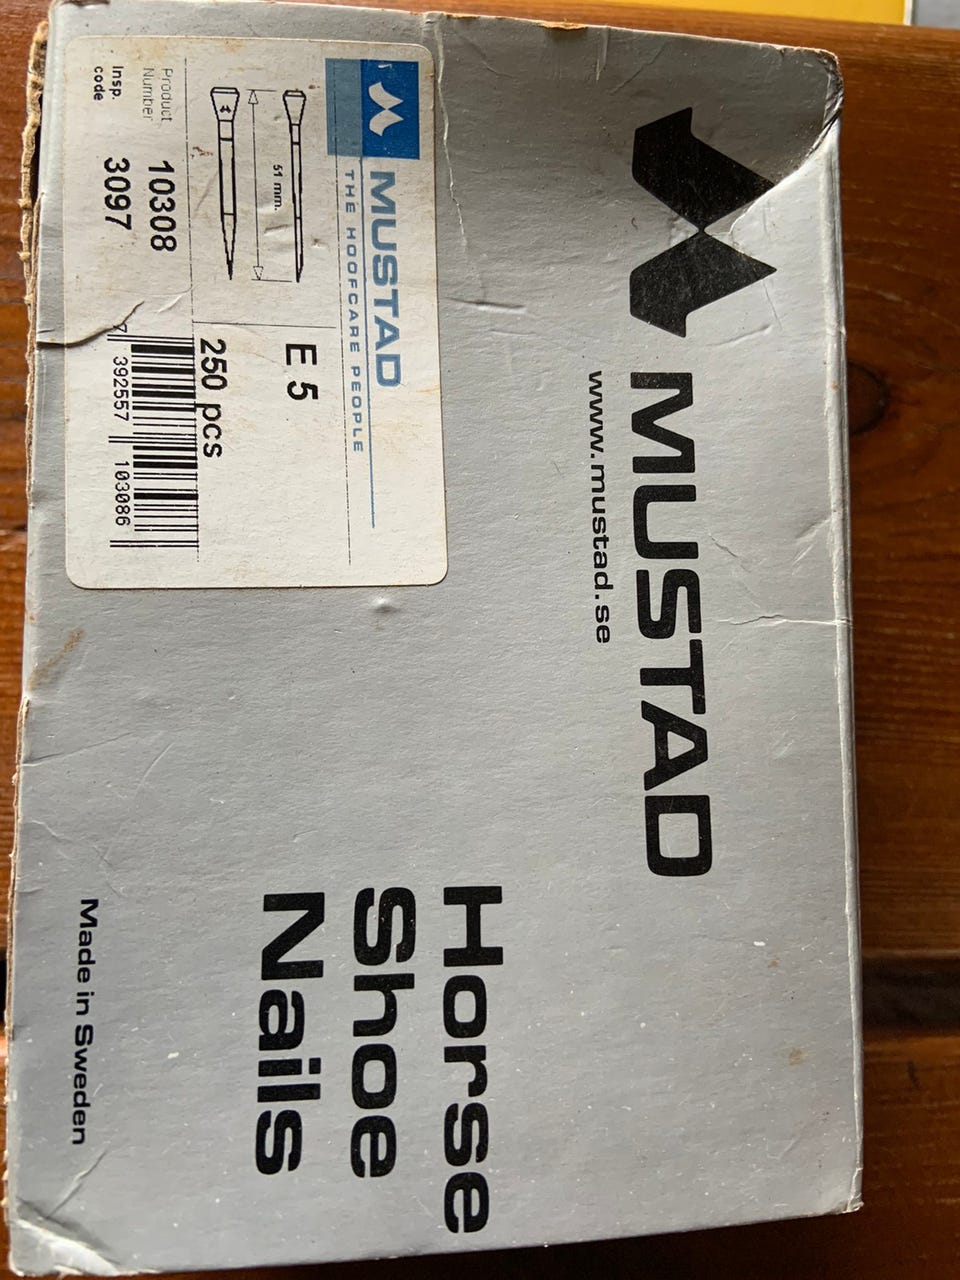 MUSTAD
www.mustad.se
MUSTAD
THE HOOFCARE PEOPLE
51 mm.
E 5
250 pcs
Product
Number 10308
Insp.
code 3097
7 392557 103086
Horse
Shoe
Nails
Made in Sweden